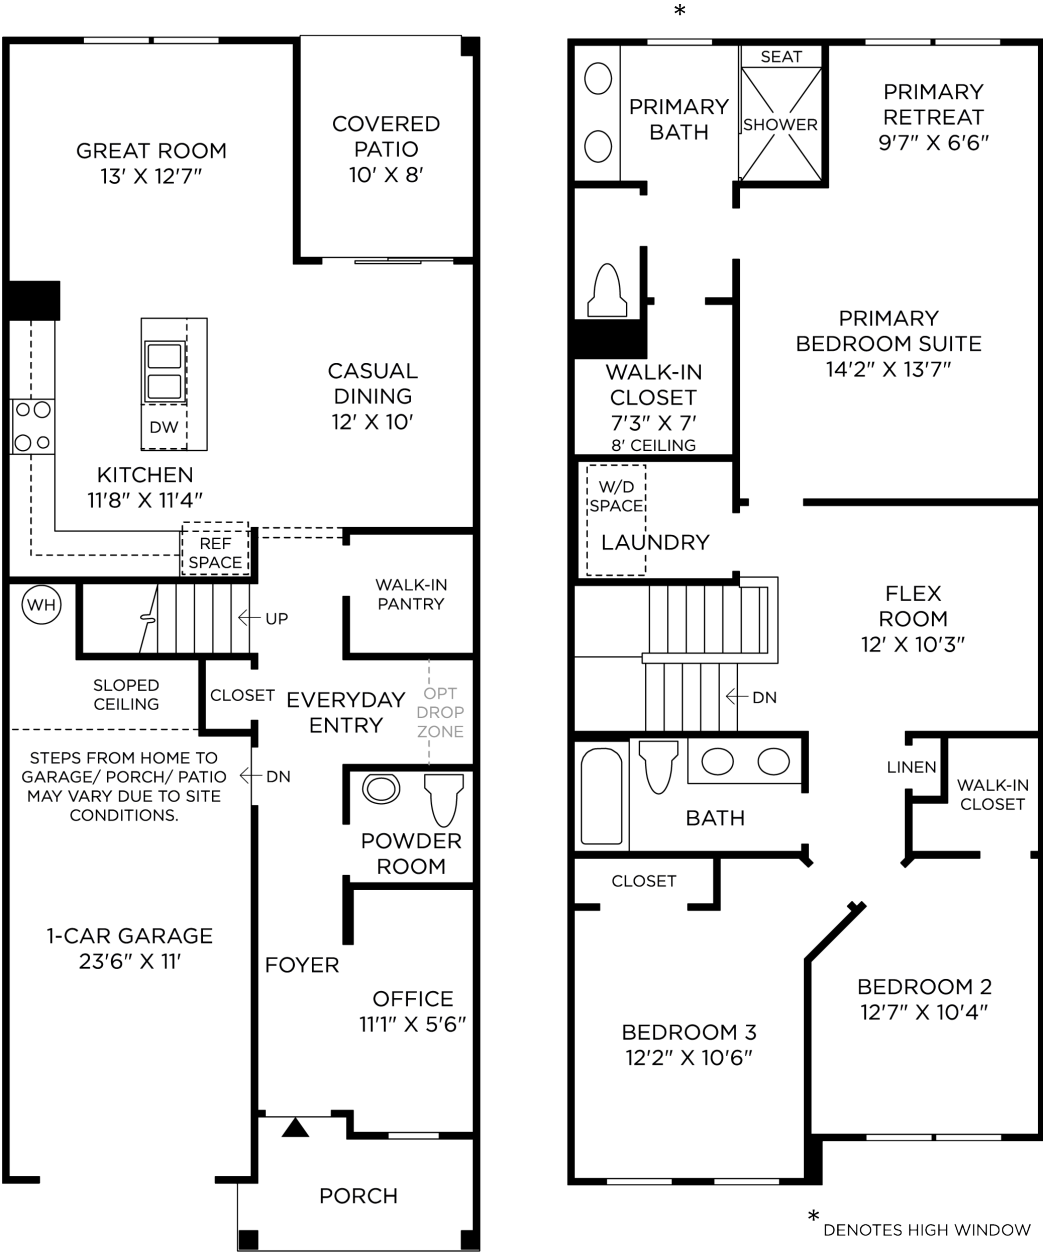 GREAT ROOM
13' X 12'7"
COVERED
PATIO
10' X 8'
CASUAL
DINING
12' X 10'
DW
KITCHEN
11'8" X 11'4"
REF
SPACE
WH
UP
WALK-IN
PANTRY
SLOPED
CEILING
CLOSET
EVERYDAY
ENTRY
OPT
DROP
ZONE
STEPS FROM HOME TO
GARAGE/ PORCH/ PATIO
MAY VARY DUE TO SITE
CONDITIONS.
DN
POWDER
ROOM
1-CAR GARAGE
23'6" X 11'
FOYER
OFFICE
11'1" X 5'6"
PORCH
*
PRIMARY
BATH
SEAT
SHOWER
PRIMARY
RETREAT
9'7" X 6'6"
PRIMARY
BEDROOM SUITE
14'2" X 13'7"
WALK-IN
CLOSET
7'3" X 7'
8' CEILING
W/D
SPACE
LAUNDRY
FLEX
ROOM
12' X 10'3"
DN
LINEN
WALK-IN
CLOSET
BATH
CLOSET
BEDROOM 2
12'7" X 10'4"
BEDROOM 3
12'2" X 10'6"
* DENOTES HIGH WINDOW